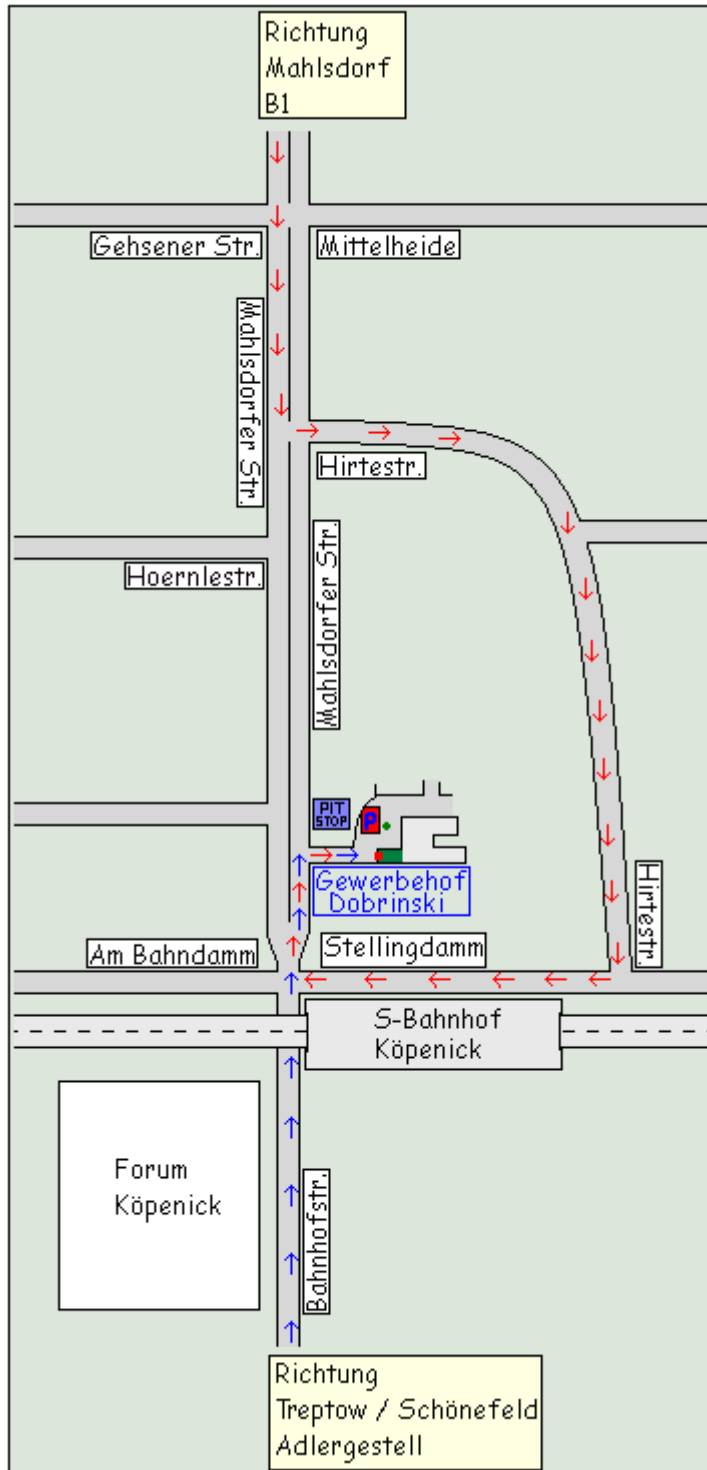 Richtung
Mahlsdorf
B1
Gehsener Str.
Mittelheide
Mahlsdorfer Str.
Hirtestr.
Hoernlestr.
Mahlsdorfer Str.
PIT
STOP
P
Gewerbehof
Dobrinski
Am Bahndamm
Stellingdamm
Hirtestr.
S-Bahnhof
Köpenick
Forum
Köpenick
Bahnhofstr.
Richtung
Treptow / Schönefeld
Adlergestell